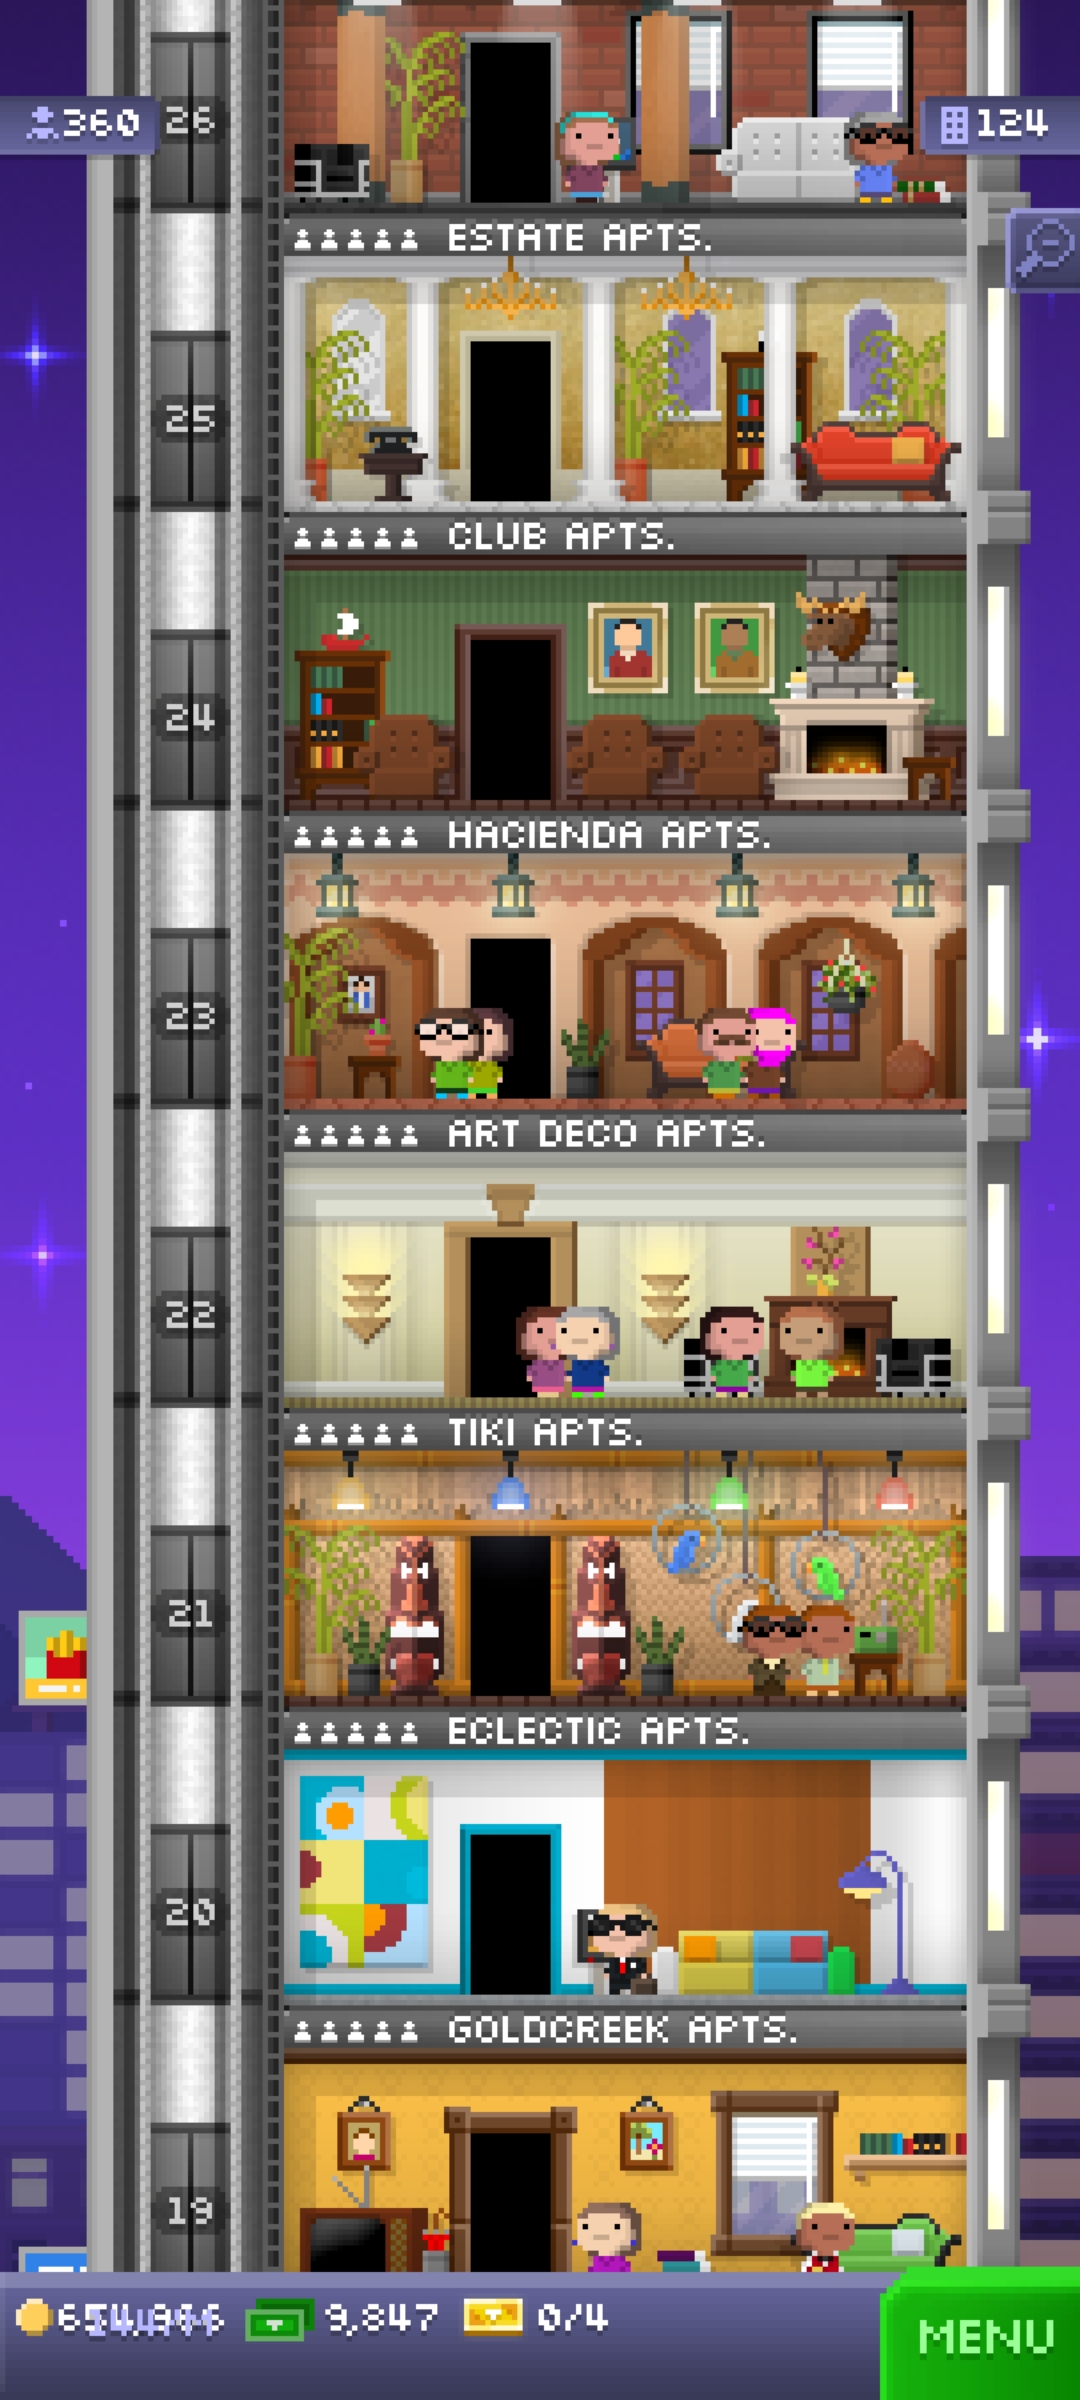 360
26
124
ESTATE APTS.
25
CLUB APTS.
24
HACIENDA APTS.
23
ART DECO APTS.
22
TIKI APTS.
21
ECLECTIC APTS.
20
GOLDCREEK APTS.
19
9,847
0/4
MENU